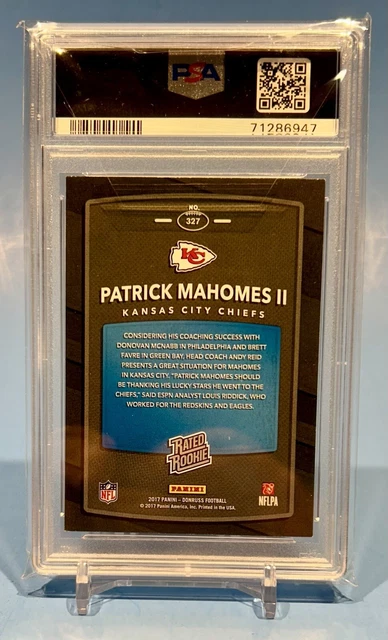 PSA
71286947
NO.
327
KC
PATRICK MAHOMES II
KANSAS CITY CHIEFS
CONSIDERING HIS COACHING SUCCESS WITH
DONOVAN MCNABB IN PHILADELPHIA AND BRETT
FAVRE IN GREEN BAY, HEAD COACH ANDY REID
PRESENTS A GREAT SITUATION FOR MAHOMES
IN KANSAS CITY. "PATRICK MAHOMES SHOULD
BE THANKING HIS LUCKY STARS HE WENT TO THE
CHIEFS," SAID ESPN ANALYST LOUIS RIDDICK, WHO
WORKED FOR THE REDSKINS AND EAGLES.
RATED
ROOKIE
NFL
PANINI
NFLPA
2017 PANINI – DONRUSS FOOTBALL
© 2017 Panini America, Inc. Printed in the USA.